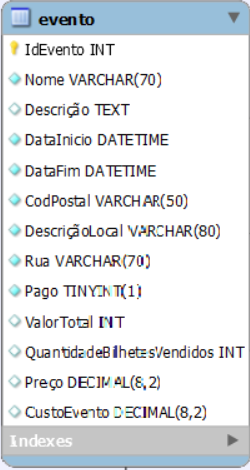 evento
IdEvento INT
Nome VARCHAR(70)
Descrição TEXT
DataInicio DATETIME
DataFim DATETIME
CodPostal VARCHAR(50)
DescriçãoLocal VARCHAR(80)
Rua VARCHAR(70)
Pago TINYINT(1)
ValorTotal INT
QuantidadeBilhetesVendidos INT
Preço DECIMAL(8,2)
CustoEvento DECIMAL(8,2)
Indexes